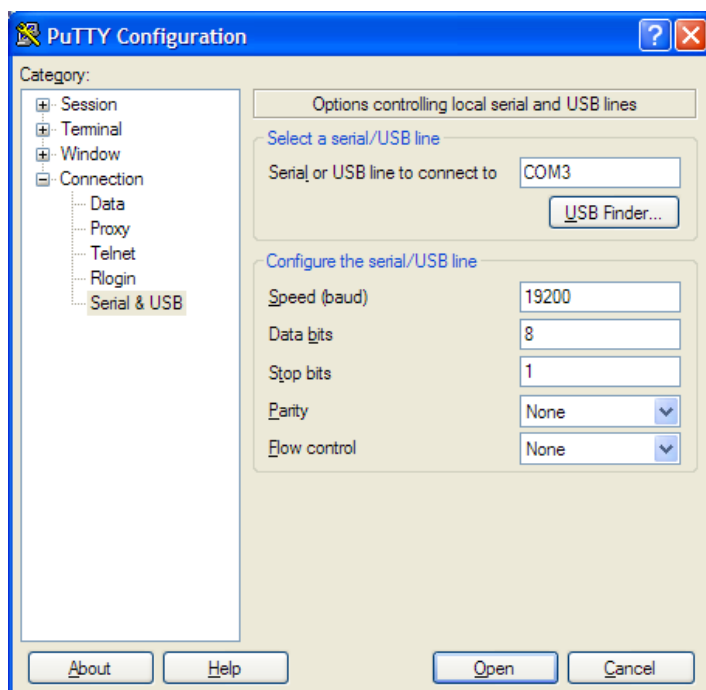 PuTTY Configuration
Category:
Session
Terminal
Window
Connection
Data
Proxy
Telnet
Rlogin
Serial & USB
Options controlling local serial and USB lines
Select a serial/USB line
Serial or USB line to connect to COM3
USB Finder...
Configure the serial/USB line
Speed (baud) 19200
Data bits 8
Stop bits 1
Parity None
Flow control None
About Help Open Cancel